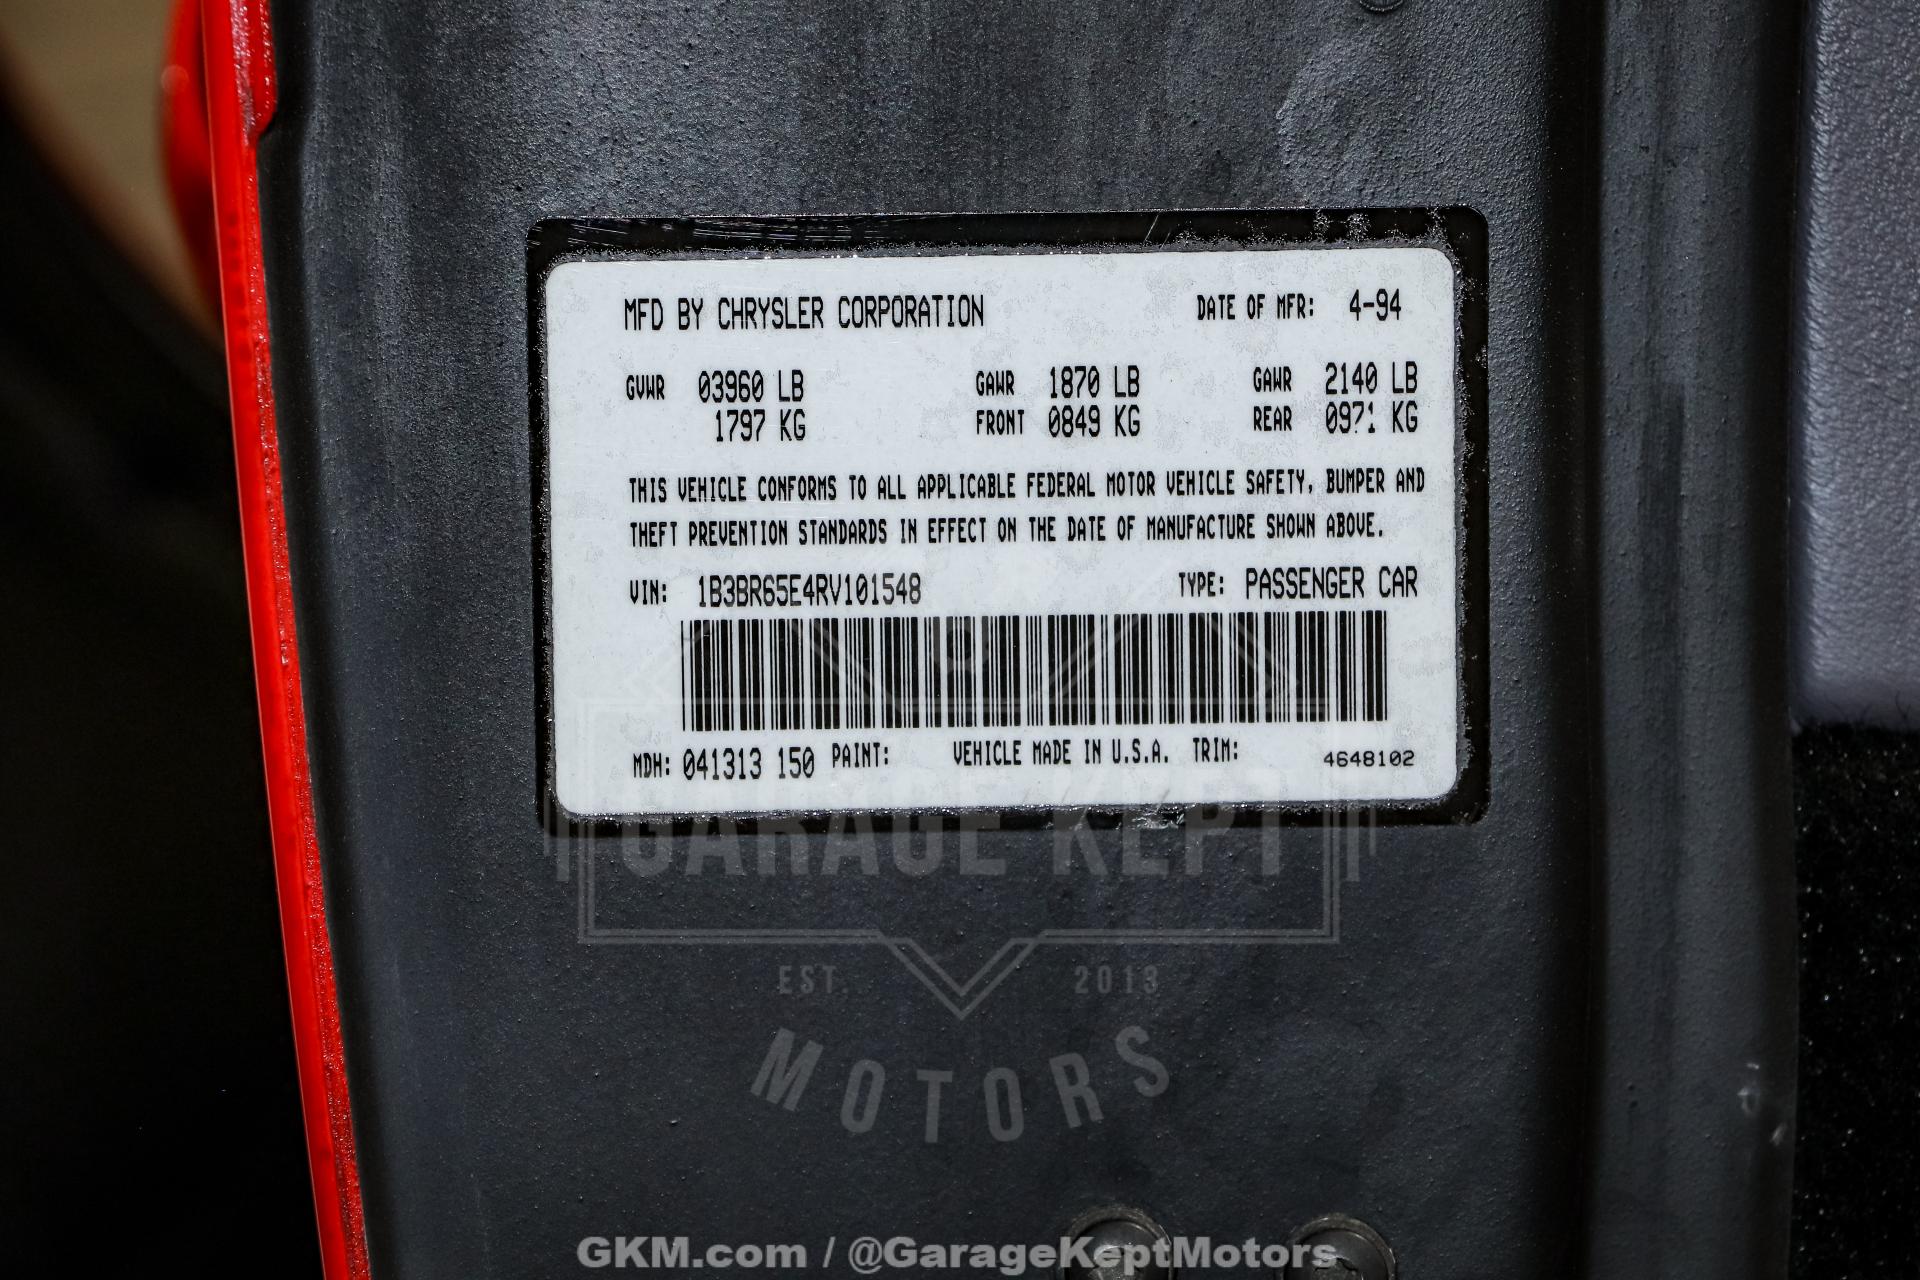 MFD BY CHRYSLER CORPORATION DATE OF MFR: 4-94
GVWR 03960 LB GAWR 1870 LB GAWR 2140 LB
1797 KG FRONT 0849 KG REAR 0971 KG
THIS VEHICLE CONFORMS TO ALL APPLICABLE FEDERAL MOTOR VEHICLE SAFETY, BUMPER AND
THEFT PREVENTION STANDARDS IN EFFECT ON THE DATE OF MANUFACTURE SHOWN ABOVE.
VIN: 1B3BR65E4RV101548 TYPE: PASSENGER CAR
MDH: 041313 150 PAINT: VEHICLE MADE IN U.S.A. TRIM: 4648102
GARAGE KEPT
EST. 2013
MOTORS
GKM.com / @GarageKeptMotors